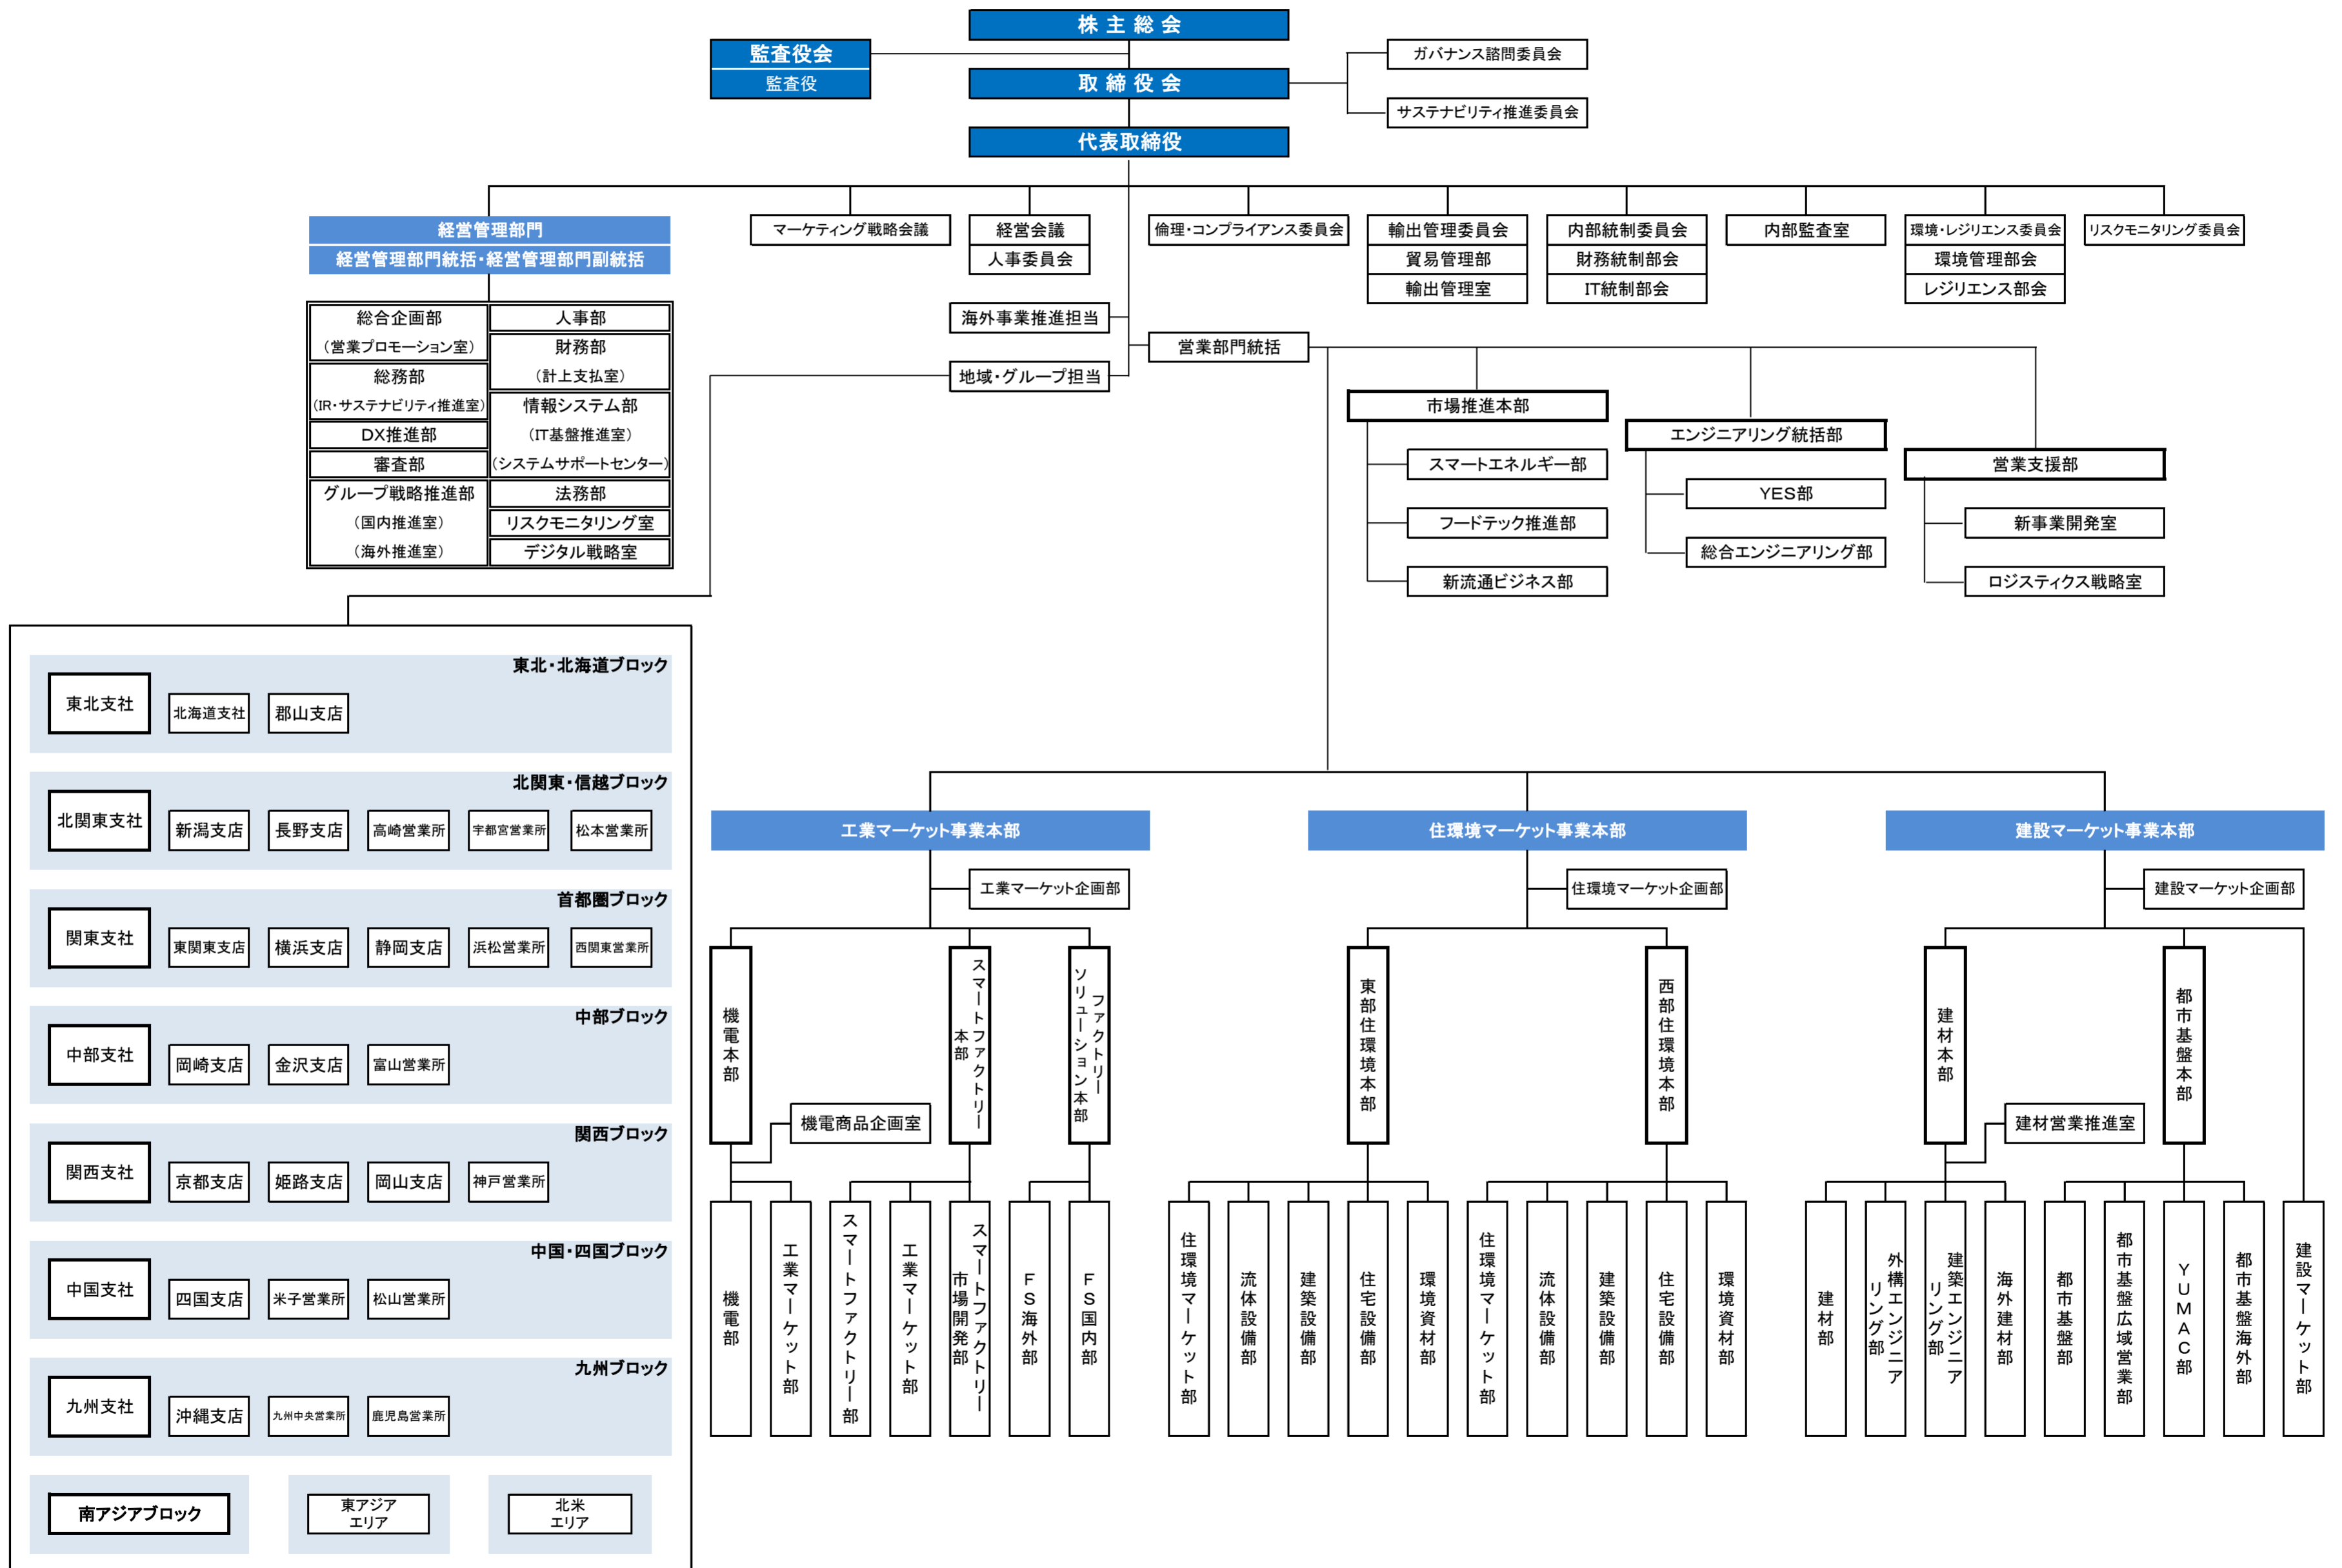 株主総会
監査役会
監査役
取締役会
ガバナンス諮問委員会
サステナビリティ推進委員会
代表取締役
経営管理部門
経営管理部門統括・経営管理部門副統括
マーケティング戦略会議
経営会議
人事委員会
倫理・コンプライアンス委員会
輸出管理委員会
貿易管理部
輸出管理室
内部統制委員会
財務統制部会
IT統制部会
内部監査室
環境・レジリエンス委員会
環境管理部会
レジリエンス部会
リスクモニタリング委員会
総合企画部
（営業プロモーション室）
総務部
（IR・サステナビリティ推進室）
DX推進部
審査部
グループ戦略推進部
（国内推進室）
（海外推進室）
人事部
財務部
（計上支払室）
情報システム部
（IT基盤推進室）
（システムサポートセンター）
法務部
リスクモニタリング室
デジタル戦略室
海外事業推進担当
営業部門統括
地域・グループ担当
市場推進本部
スマートエネルギー部
フードテック推進部
新流通ビジネス部
エンジニアリング統括部
YES部
総合エンジニアリング部
営業支援部
新事業開発室
ロジスティクス戦略室
東北・北海道ブロック
東北支社
北海道支社
郡山支店
北関東・信越ブロック
北関東支社
新潟支店
長野支店
高崎営業所
宇都宮営業所
松本営業所
首都圏ブロック
関東支社
東関東支店
横浜支店
静岡支店
浜松営業所
西関東営業所
中部ブロック
中部支社
岡崎支店
金沢支店
富山営業所
関西ブロック
関西支社
京都支店
姫路支店
岡山支店
神戸営業所
中国・四国ブロック
中国支社
四国支店
米子営業所
松山営業所
九州ブロック
九州支社
沖縄支店
九州中央営業所
鹿児島営業所
南アジアブロック
東アジア
エリア
北米
エリア
工業マーケット事業本部
工業マーケット企画部
機電本部
スマートファクトリー
本部
ファクトリー
ソリューション本部
機電商品企画室
機電部
工業マーケット部
スマートファクトリー部
工業マーケット部
スマートファクトリー
市場開発部
FS海外部
FS国内部
住環境マーケット事業本部
住環境マーケット企画部
東部住環境本部
西部住環境本部
住環境マーケット部
流体設備部
建築設備部
住宅設備部
環境資材部
住環境マーケット部
流体設備部
建築設備部
住宅設備部
環境資材部
建設マーケット事業本部
建設マーケット企画部
建材本部
都市基盤本部
建材営業推進室
建材部
外構エンジニア
リング部
建築エンジニア
リング部
海外建材部
都市基盤部
都市基盤広域営業部
YUMAC部
都市基盤海外部
建設マーケット部